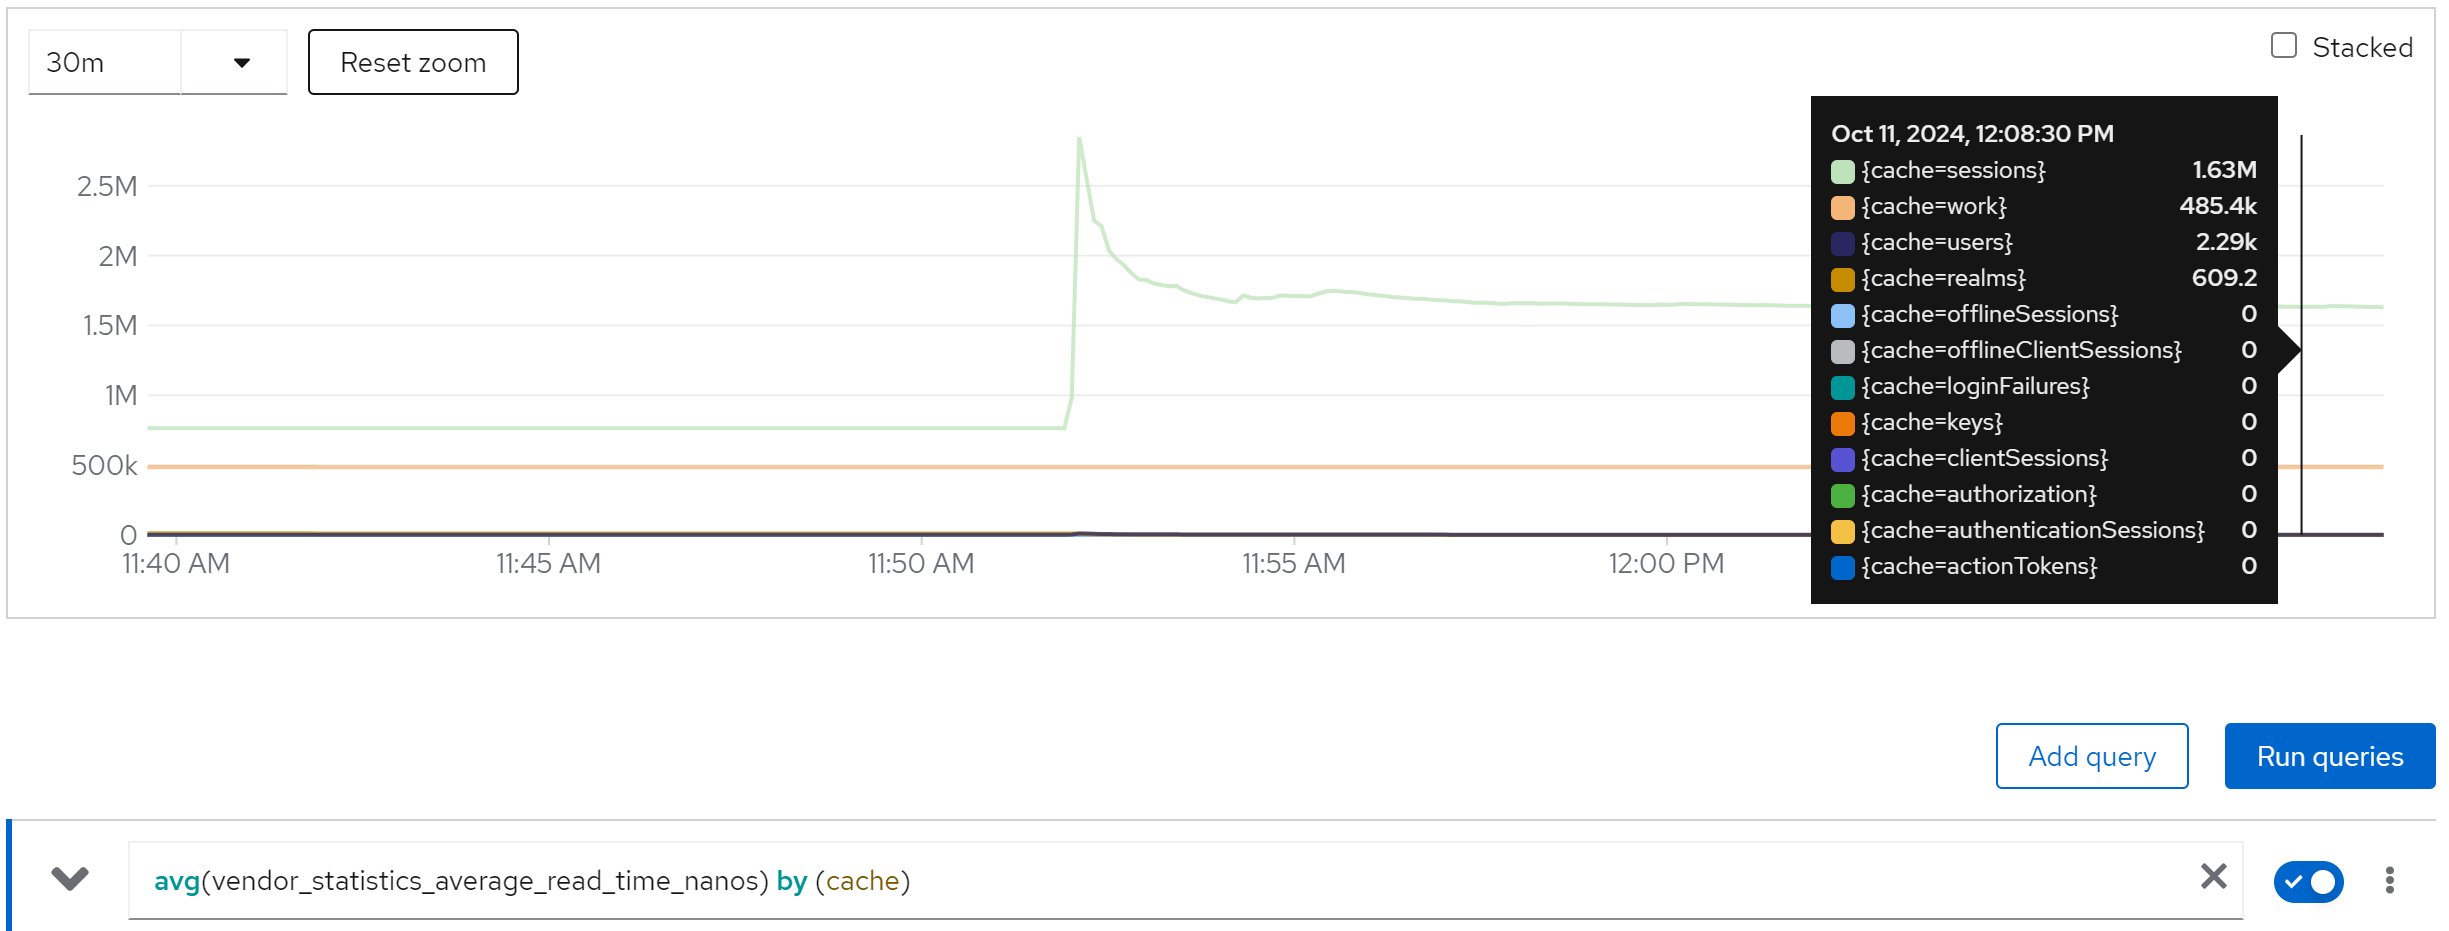 30m
Reset zoom
Stacked
2.5M
2M
1.5M
1M
500k
0
11:40 AM
11:45 AM
11:50 AM
11:55 AM
12:00 PM
Oct 11, 2024, 12:08:30 PM
{cache=sessions} 1.63M
{cache=work} 485.4k
{cache=users} 2.29k
{cache=realms} 609.2
{cache=offlineSessions} 0
{cache=offlineClientSessions} 0
{cache=loginFailures} 0
{cache=keys} 0
{cache=clientSessions} 0
{cache=authorization} 0
{cache=authenticationSessions} 0
{cache=actionTokens} 0
Add query
Run queries
avg(vendor_statistics_average_read_time_nanos) by (cache)